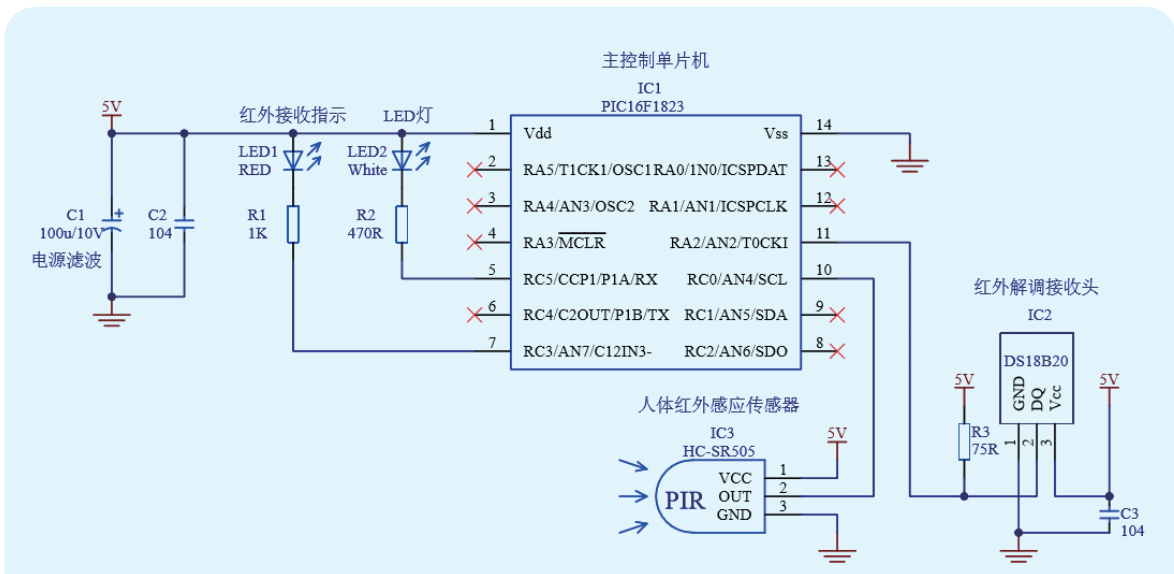 主控制单片机
IC1
PIC16F1823
5V
红外接收指示
LED灯
LED1
RED
LED2
White
C1
100u/10V
电源滤波
C2
104
R1
1K
R2
470R
1 Vdd
2 RA5/T1CK1/OSC1
3 RA4/AN3/OSC2
4 RA3/MCLR
5 RC5/CCP1/P1A/RX
6 RC4/C2OUT/P1B/TX
7 RC3/AN7/C12IN3-
Vss 14
RA0/1N0/ICSPDAT 13
RA1/AN1/ICSPCLK 12
RA2/AN2/T0CKI 11
RC0/AN4/SCL 10
RC1/AN5/SDA 9
RC2/AN6/SDO 8
红外解调接收头
IC2
DS18B20
GND
DQ
Vcc
1
2
3
5V
R3
75R
5V
C3
104
人体红外感应传感器
IC3
HC-SR505
PIR
VCC 1
OUT 2
GND 3
5V